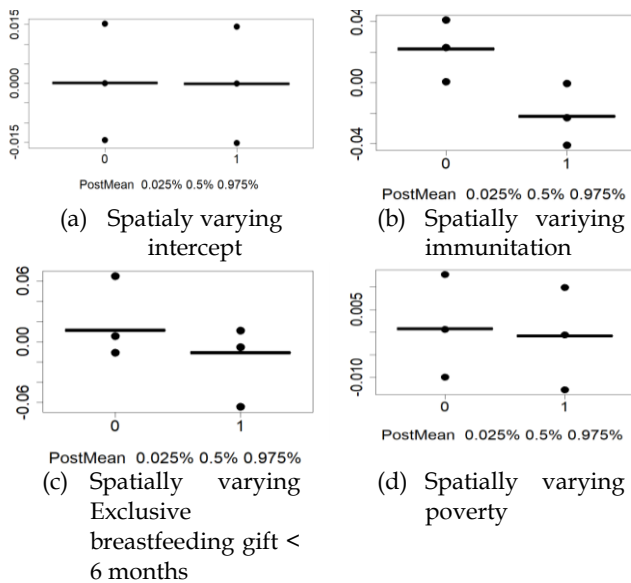 0.015
0.000
-0.015
0 1
PostMean 0.025% 0.5% 0.975%
(a) Spatialy varying
intercept
0.04
0.00
-0.04
0 1
PostMean 0.025% 0.5% 0.975%
(b) Spatially variying
immunitation
0.06
0.00
-0.06
0 1
PostMean 0.025% 0.5% 0.975%
(c) Spatially varying
Exclusive
breastfeeding gift <
6 months
0.005
-0.010
0 1
PostMean 0.025% 0.5% 0.975%
(d) Spatially varying
poverty